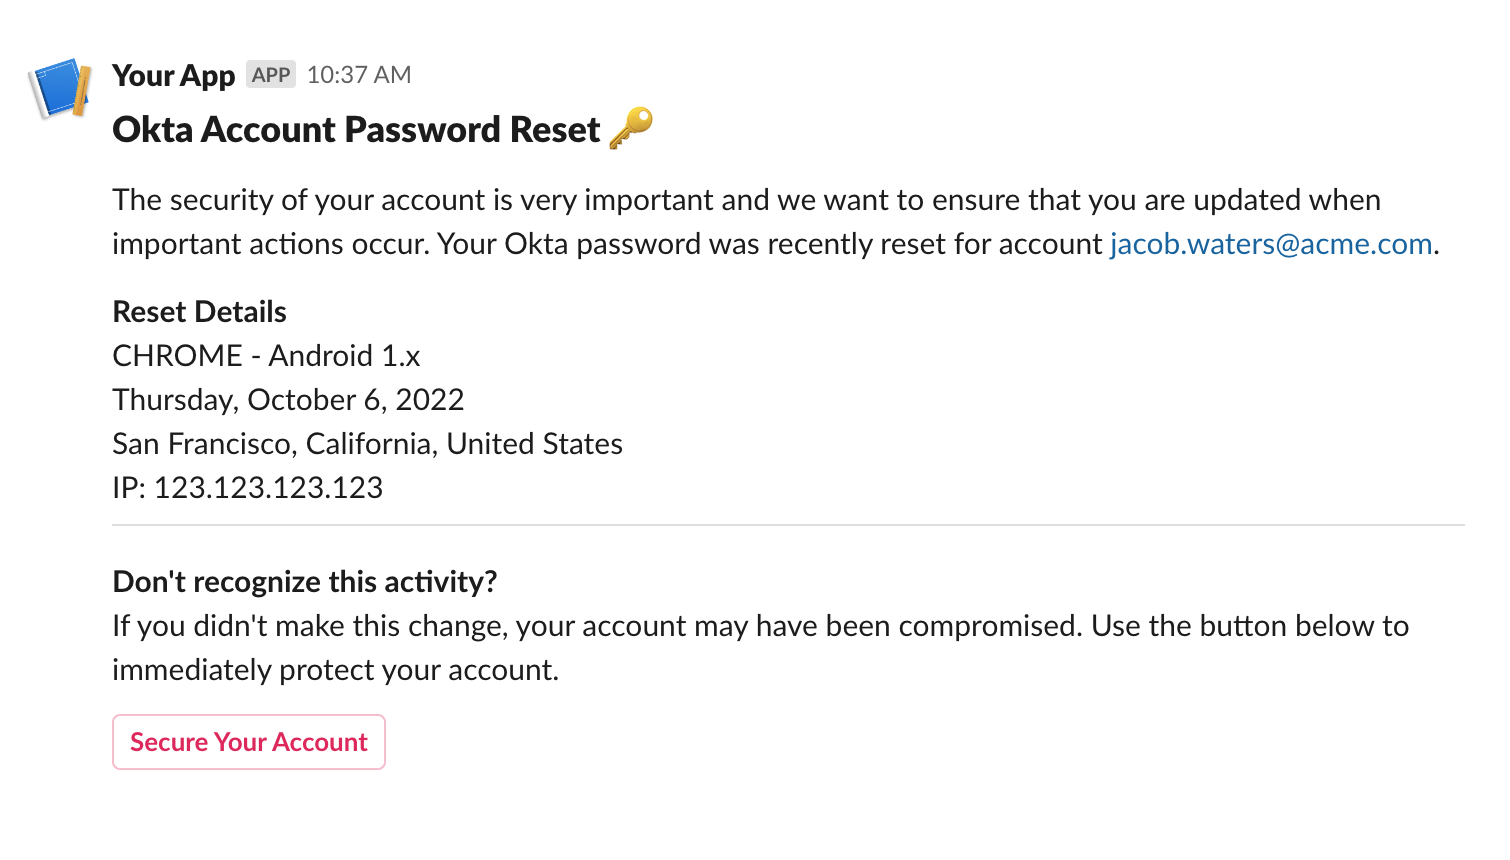 Your App APP 10:37 AM
Okta Account Password Reset
The security of your account is very important and we want to ensure that you are updated when
important actions occur. Your Okta password was recently reset for account jacob.waters@acme.com.
Reset Details
CHROME - Android 1.x
Thursday, October 6, 2022
San Francisco, California, United States
IP: 123.123.123.123
Don't recognize this activity?
If you didn't make this change, your account may have been compromised. Use the button below to
immediately protect your account.
Secure Your Account